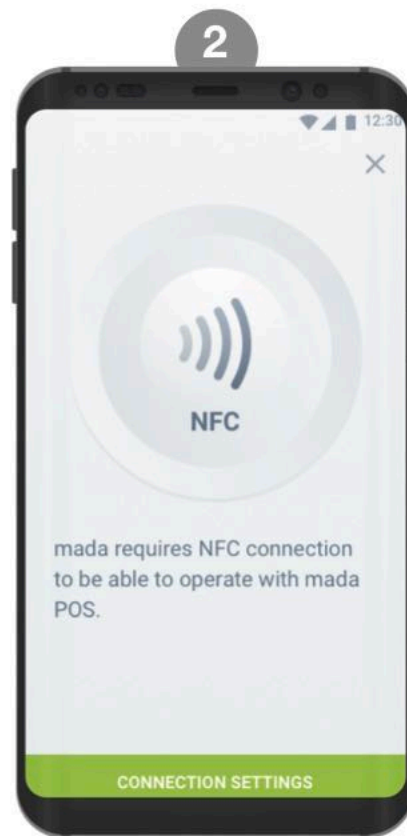 2
12:30
NFC
mada requires NFC connection
to be able to operate with mada
POS.
CONNECTION SETTINGS